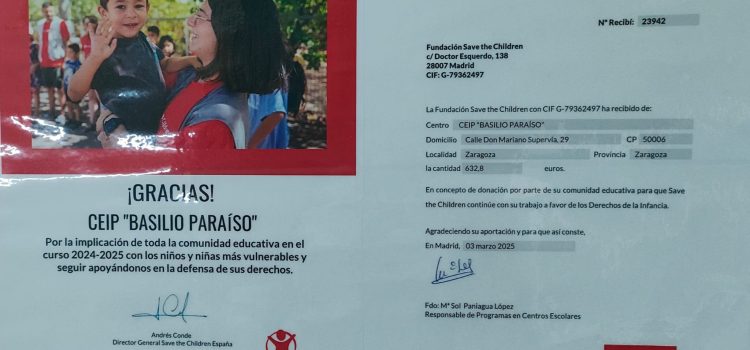 ¡GRACIAS!
CEIP "BASILIO PARAÍSO"
Por la implicación de toda la comunidad educativa en el
curso 2024-2025 con los niños y niñas más vulnerables y
seguir apoyándonos en la defensa de sus derechos.
Andrés Conde
Director General Save the Children España
Nº Recibí: 23942
Fundación Save the Children
c/ Doctor Esquerdo, 138
28007 Madrid
CIF: G-79362497
La Fundación Save the Children con CIF G-79362497 ha recibido de:
Centro CEIP "BASILIO PARAÍSO"
Domicilio Calle Don Mariano Supervía, 29 CP 50006
Localidad Zaragoza Provincia Zaragoza
la cantidad 632,8 euros.
En concepto de donación por parte de su comunidad educativa para que Save
the Children continúe con su trabajo a favor de los Derechos de la Infancia.
Agradeciendo su aportación y para que así conste,
En Madrid, 03 marzo 2025
Fdo: Mª Sol Paniagua López
Responsable de Programas en Centros Escolares